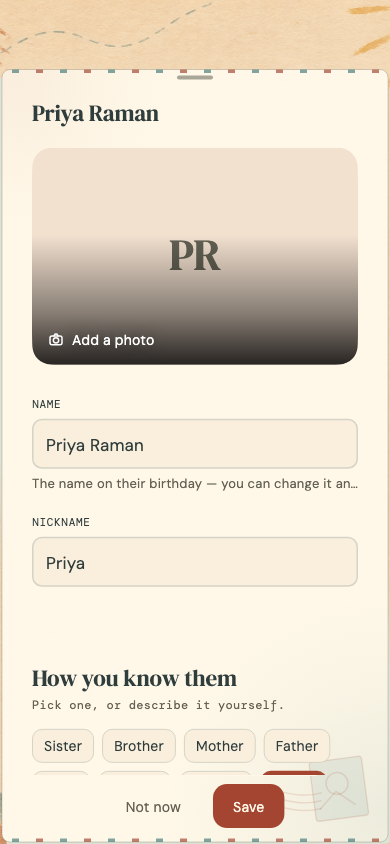 Priya Raman
PR
Add a photo
NAME
Priya Raman
The name on their birthday — you can change it an…
NICKNAME
Priya
How you know them
Pick one, or describe it yourself.
Sister Brother Mother Father
Not now Save